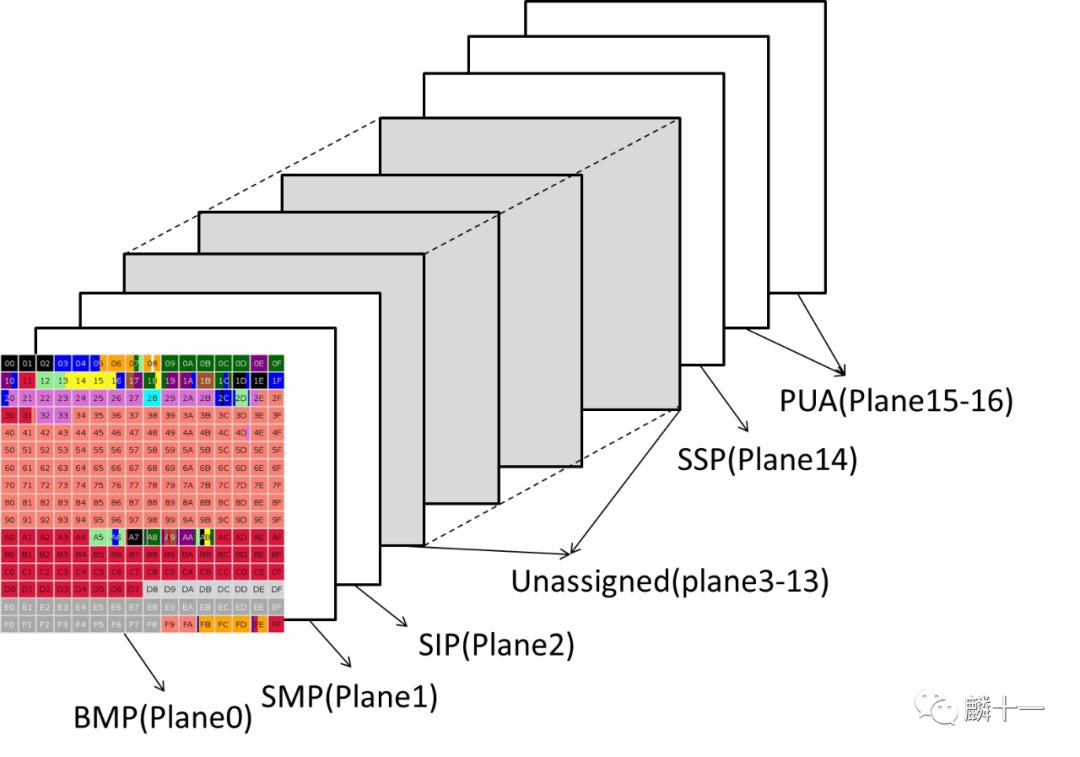 00 01 02 03 04 05 06 07 08 09 0A 0B 0C 0D 0E 0F
10 11 12 13 14 15 16 17 18 19 1A 1B 1C 1D 1E 1F
20 21 22 23 24 25 26 27 28 29 2A 2B 2C 2D 2E 2F
30 31 32 33 34 35 36 37 38 39 3A 3B 3C 3D 3E 3F
40 41 42 43 44 45 46 47 48 49 4A 4B 4C 4D 4E 4F
50 51 52 53 54 55 56 57 58 59 5A 5B 5C 5D 5E 5F
60 61 62 63 64 65 66 67 68 69 6A 6B 6C 6D 6E 6F
70 71 72 73 74 75 76 77 78 79 7A 7B 7C 7D 7E 7F
80 81 82 83 84 85 86 87 88 89 8A 8B 8C 8D 8E 8F
90 91 92 93 94 95 96 97 98 99 9A 9B 9C 9D 9E 9F
A0 A1 A2 A3 A4 A5 A6 A7 A8 A9 AA AB AC AD AE AF
B0 B1 B2 B3 B4 B5 B6 B7 B8 B9 BA BB BC BD BE BF
C0 C1 C2 C3 C4 C5 C6 C7 C8 C9 CA CB CC CD CE CF
D0 D1 D2 D3 D4 D5 D6 D7 D8 D9 DA DB DC DD DE DF
E0 E1 E2 E3 E4 E5 E6 E7 E8 E9 EA EB EC ED EE EF
F0 F1 F2 F3 F4 F5 F6 F7 F8 F9 FA FB FC FD FE FF
PUA(Plane15-16)
SSP(Plane14)
Unassigned(plane3-13)
SIP(Plane2)
SMP(Plane1)
BMP(Plane0)
麟十一